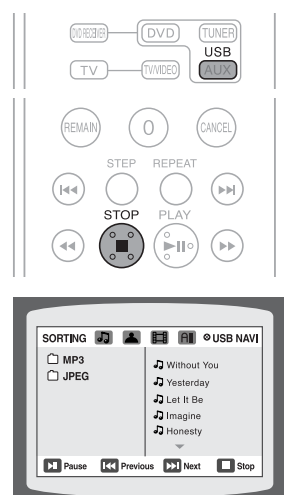 DVD RECEIVER DVD TUNER
USB
TV TV/VIDEO AUX
REMAIN 0 CANCEL
STEP REPEAT
STOP PLAY
SORTING All USB NAVI
MP3
JPEG
Without You
Yesterday
Let It Be
Imagine
Honesty
Pause Previous Next Stop